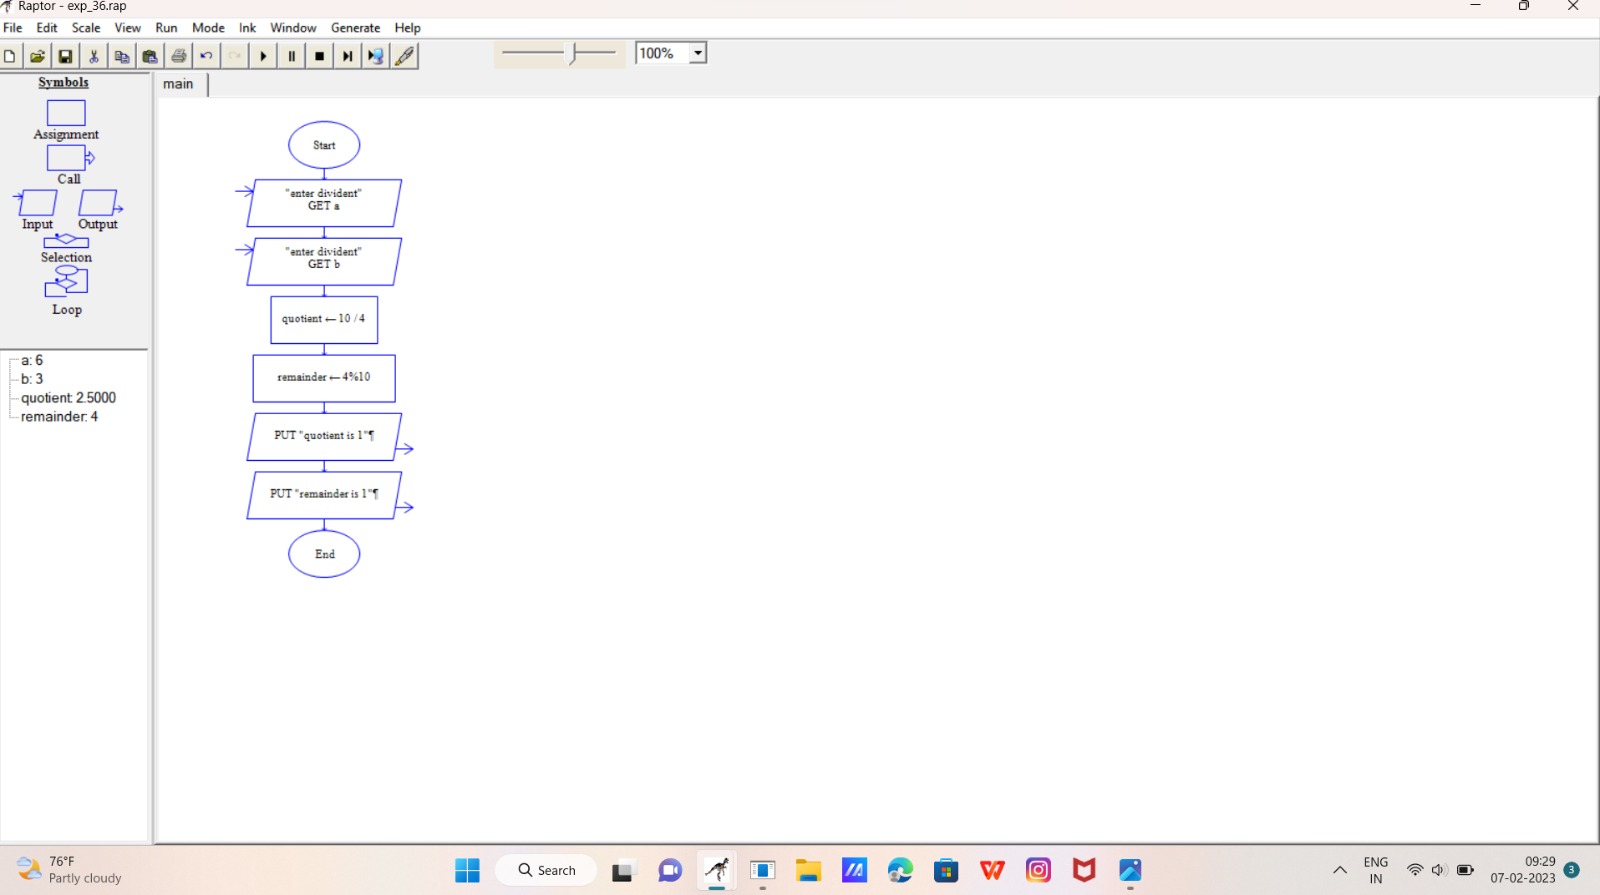 Raptor - exp_36.rap
File Edit Scale View Run Mode Ink Window Generate Help
100%
Symbols
main
Assignment
Call
Input Output
Selection
Loop
a: 6
b: 3
quotient: 2.5000
remainder: 4
Start
"enter divident"
GET a
"enter divident"
GET b
quotient ← 10 / 4
remainder ← 4%10
PUT "quotient is 1"¶
PUT "remainder is 1"¶
End
76°F
Partly cloudy
Search
ENG
IN
09:29
07-02-2023
3